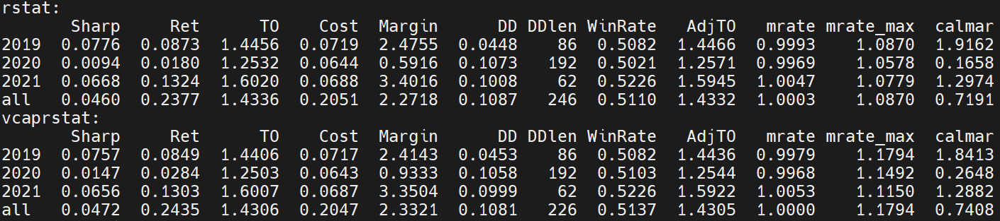 rstat:
Sharp Ret TO Cost Margin DD DDlen WinRate AdjTO mrate mrate_max calmar
2019 0.0776 0.0873 1.4456 0.0719 2.4755 0.0448 86 0.5082 1.4466 0.9993 1.0870 1.9162
2020 0.0094 0.0180 1.2532 0.0644 0.5916 0.1073 192 0.5021 1.2571 0.9969 1.0578 0.1658
2021 0.0668 0.1324 1.6020 0.0688 3.4016 0.1008 62 0.5226 1.5945 1.0047 1.0779 1.2974
all 0.0460 0.2377 1.4336 0.2051 2.2718 0.1087 246 0.5110 1.4332 1.0003 1.0870 0.7191
vcaprstat:
Sharp Ret TO Cost Margin DD DDlen WinRate AdjTO mrate mrate_max calmar
2019 0.0757 0.0849 1.4406 0.0717 2.4143 0.0453 86 0.5082 1.4436 0.9979 1.1794 1.8413
2020 0.0147 0.0284 1.2503 0.0643 0.9333 0.1058 192 0.5103 1.2544 0.9968 1.1492 0.2648
2021 0.0656 0.1303 1.6007 0.0687 3.3504 0.0999 62 0.5226 1.5922 1.0053 1.1150 1.2882
all 0.0472 0.2435 1.4306 0.2047 2.3321 0.1081 226 0.5137 1.4305 1.0000 1.1794 0.7408